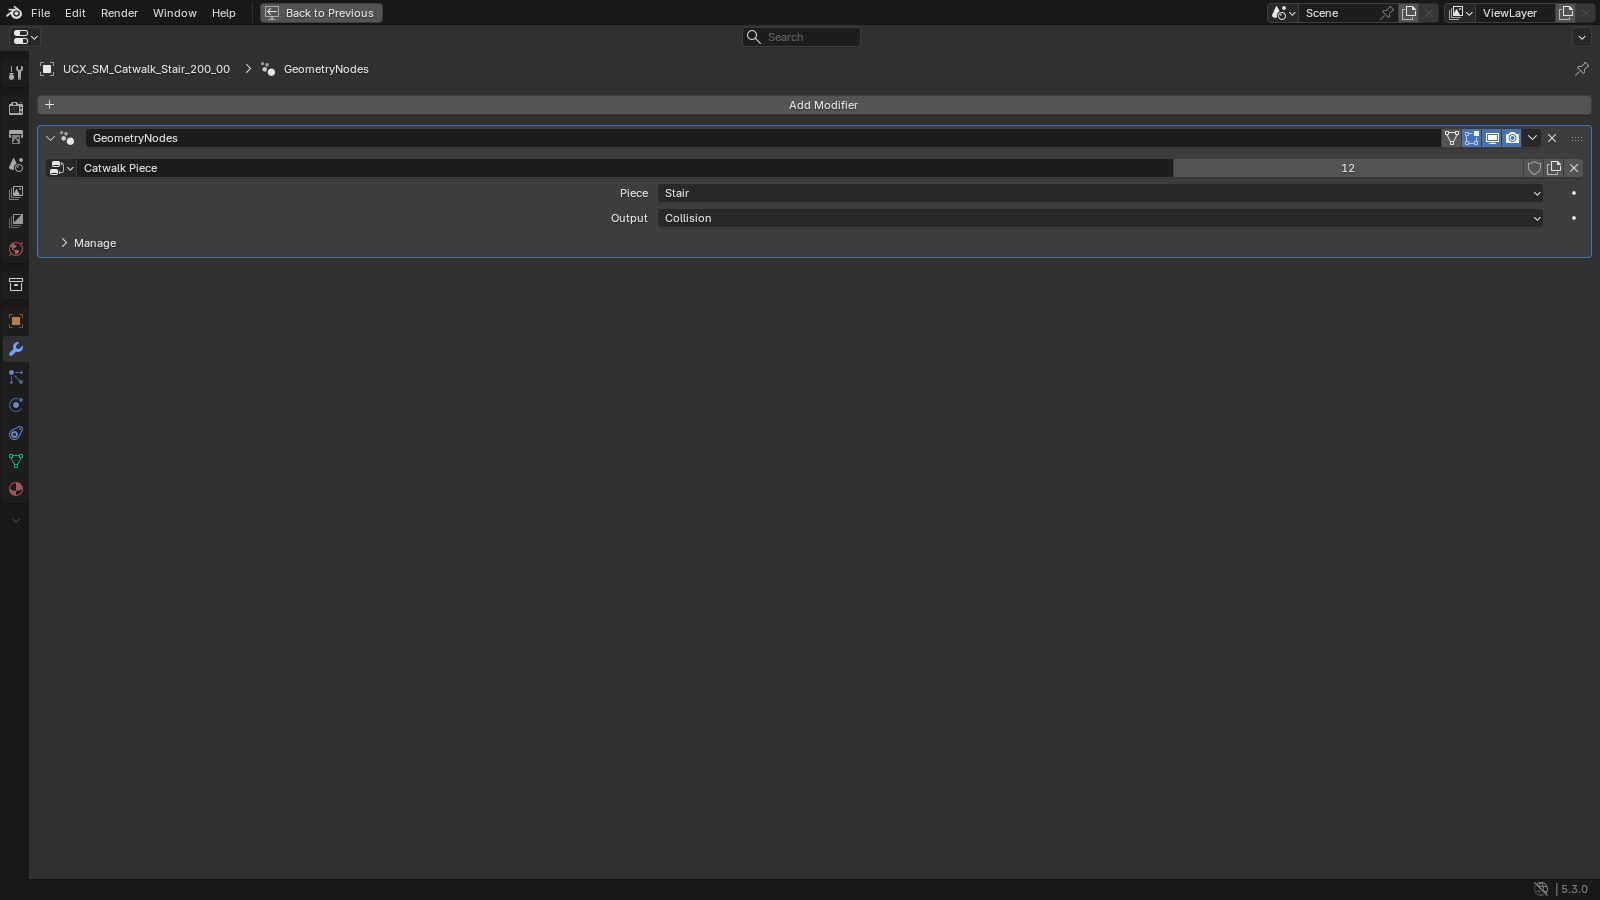 File Edit Render Window Help Back to Previous Scene ViewLayer
Search
UCX_SM_Catwalk_Stair_200_00 GeometryNodes
Add Modifier
GeometryNodes
Catwalk Piece 12
Piece Stair
Output Collision
Manage
5.3.0